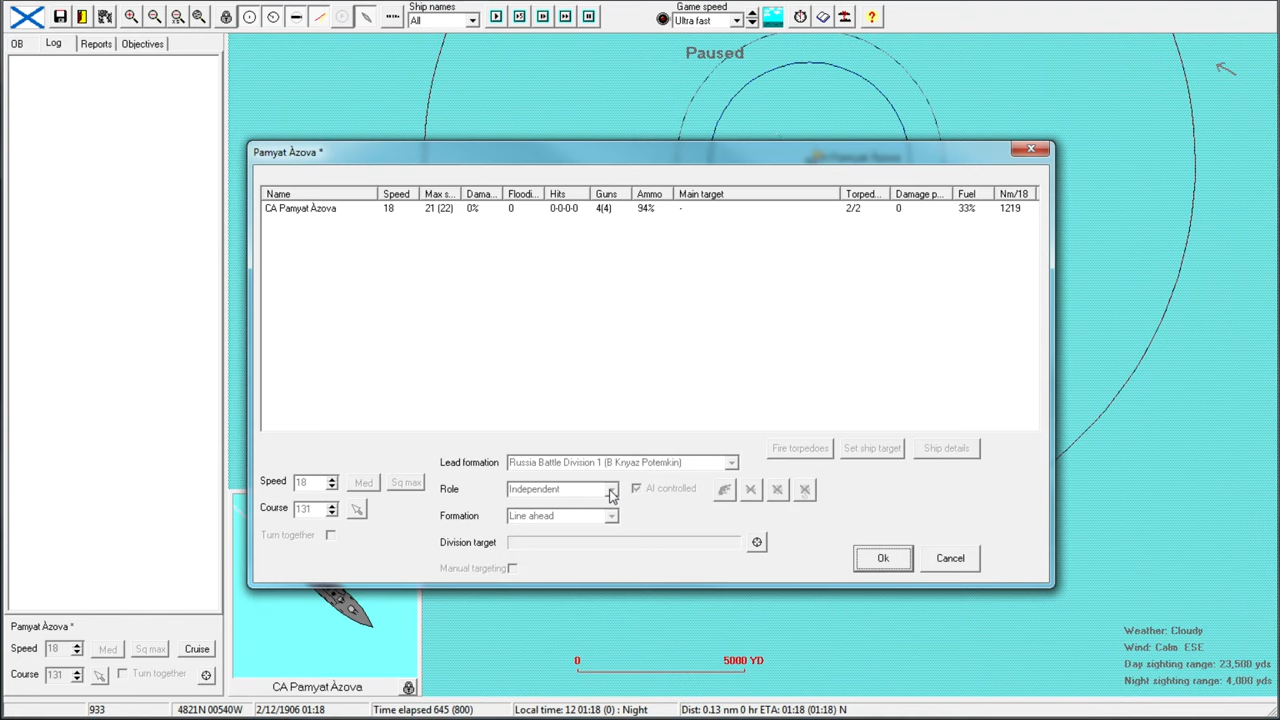 Ship names
All
Game speed
Ultra fast
?
OB Log Reports Objectives
Paused
Pamyat Àzova *
Name Speed Max s... Dama... Floodi... Hits Guns Ammo Main target Torped... Damage p... Fuel Nm/18
CA Pamyat Àzova 18 21 (22) 0% 0 0-0-0-0 4(4) 94% - 2/2 0 33% 1219
Fire torpedoes Set ship target Ship details
Lead formation Russia Battle Division 1 (B Knyaz Potemkin)
Speed 18 Med Sq max
Role Independent AI controlled
Course 131
Formation Line ahead
Turn together
Division target
Ok Cancel
Manual targeting
Pamyat Àzova *
Speed 18 Med Sq max Cruise
Course 131 Turn together
CA Pamyat Àzova
0 5000 YD
Weather: Cloudy
Wind: Calm ESE
Day sighting range: 23,500 yds
Night sighting range: 4,000 yds
933 4821N 00540W 2/12/1906 01:18 Time elapsed 645 (800) Local time: 12 01:18 (0) : Night Dist: 0.13 nm 0 hr ETA: 01:18 (01:18) N